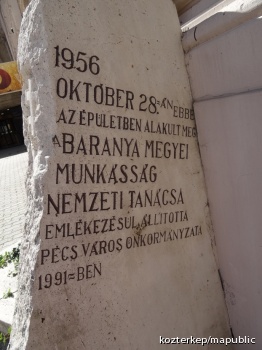 1956
OKTÓBER 28=ÁN EBBE
AZ ÉPÜLETBEN ALAKULT MEG
A BARANYA MEGYEI
MUNKÁSSÁG
NEMZETI TANÁCSA
EMLÉKEZÉSÜL ÁLLÍTOTTA
PÉCS VÁROS ÖNKORMÁNYZATA
1991=BEN
kozterkep/mapublic